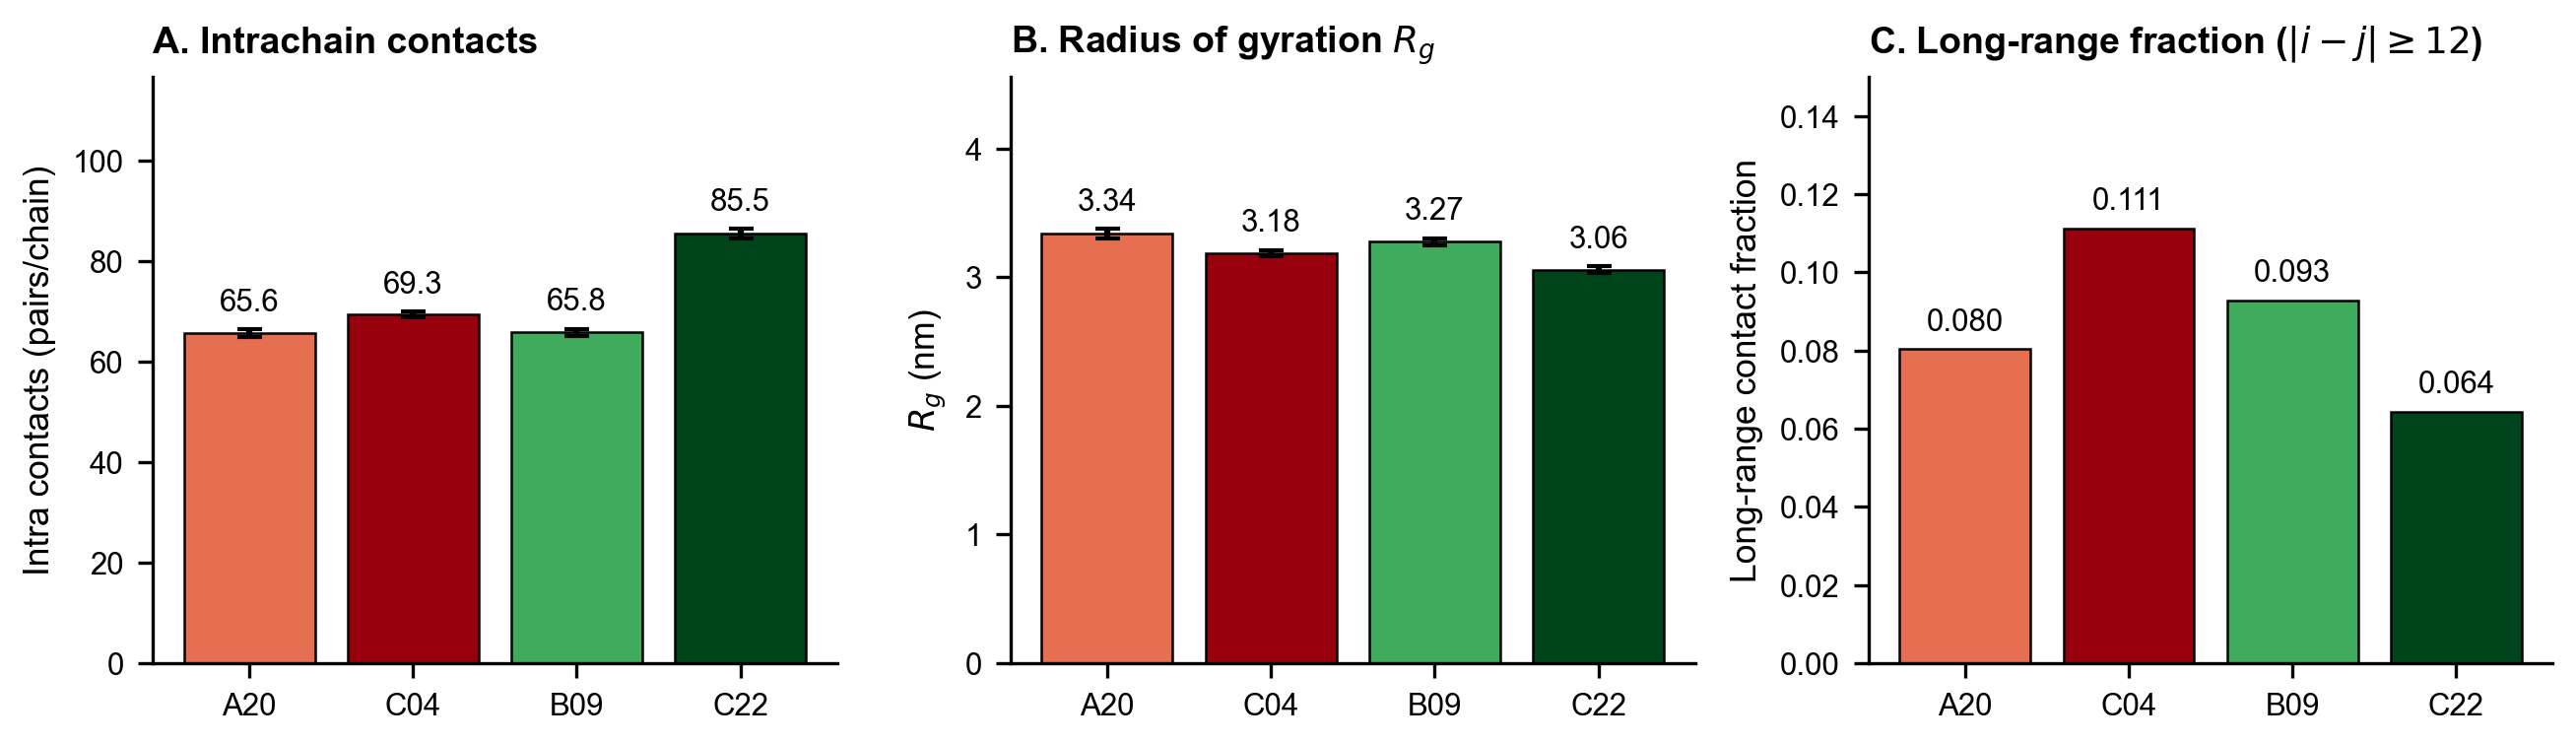 A. Intrachain contacts
Intra contacts (pairs/chain)
100
80
60
40
20
0
65.6
69.3
65.8
85.5
A20
C04
B09
C22
B. Radius of gyration R_g
R_g (nm)
4
3
2
1
0
3.34
3.18
3.27
3.06
A20
C04
B09
C22
C. Long-range fraction (|i − j| ≥ 12)
Long-range contact fraction
0.14
0.12
0.10
0.08
0.06
0.04
0.02
0.00
0.080
0.111
0.093
0.064
A20
C04
B09
C22